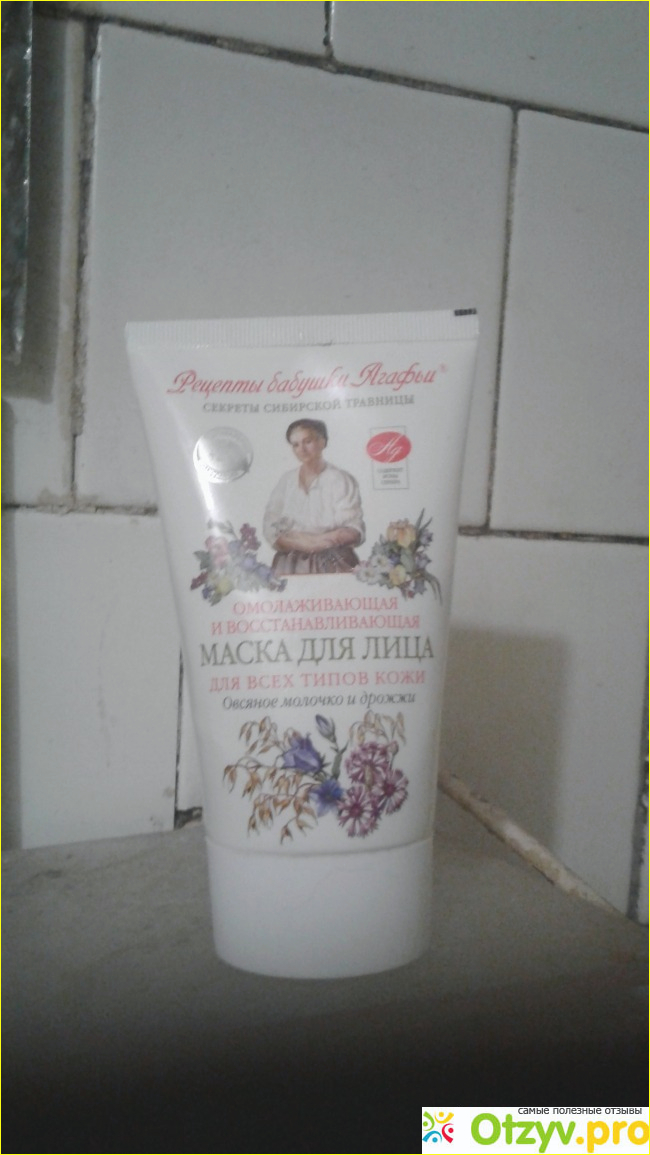 Рецепты бабушки Агафьи®
СЕКРЕТЫ СИБИРСКОЙ ТРАВНИЦЫ
ОМОЛАЖИВАЮЩАЯ
И ВОССТАНАВЛИВАЮЩАЯ
МАСКА ДЛЯ ЛИЦА
ДЛЯ ВСЕХ ТИПОВ КОЖИ
Овсяное молочко и дрожжи
самые полезные отзывы
Otzyv.pro